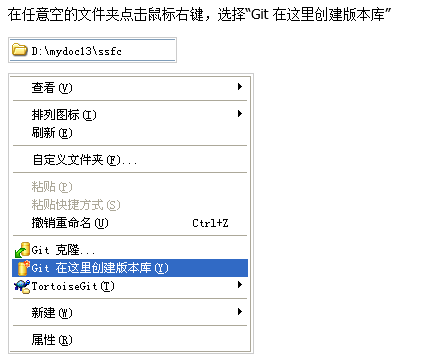 在任意空的文件夹点击鼠标右键，选择“Git 在这里创建版本库”
D:\mydoc13\ssfc
查看(V)
排列图标(I)
刷新(E)
自定义文件夹(F)...
粘贴(P)
粘贴快捷方式(S)
撤销重命名(U) Ctrl+Z
Git 克隆...
Git 在这里创建版本库(Y)
TortoiseGit(T)
新建(W)
属性(R)